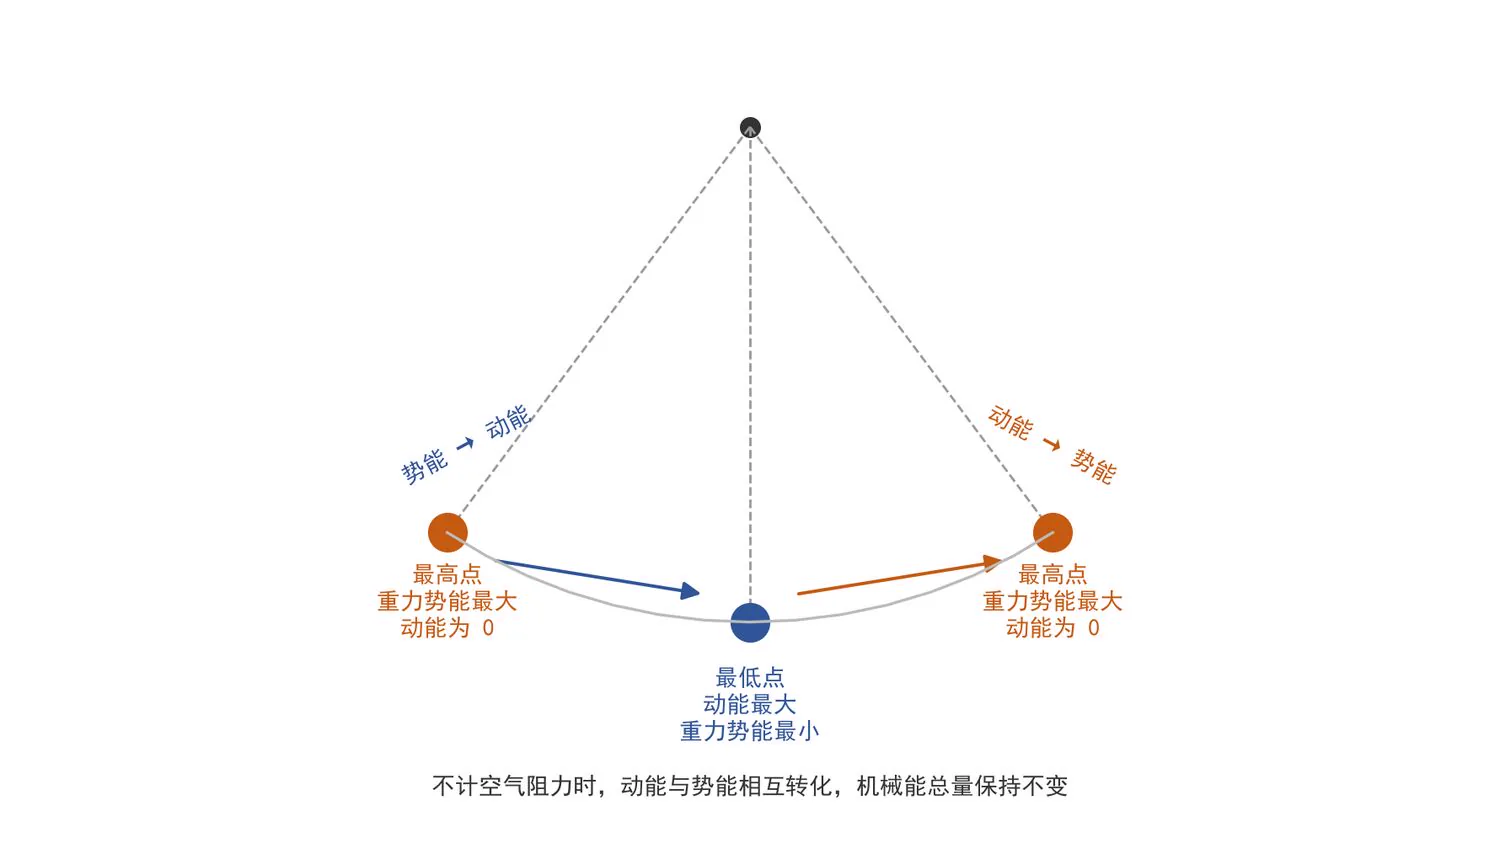 势能 → 动能
动能 → 势能
最高点
重力势能最大
动能为 0
最高点
重力势能最大
动能为 0
最低点
动能最大
重力势能最小
不计空气阻力时，动能与势能相互转化，机械能总量保持不变